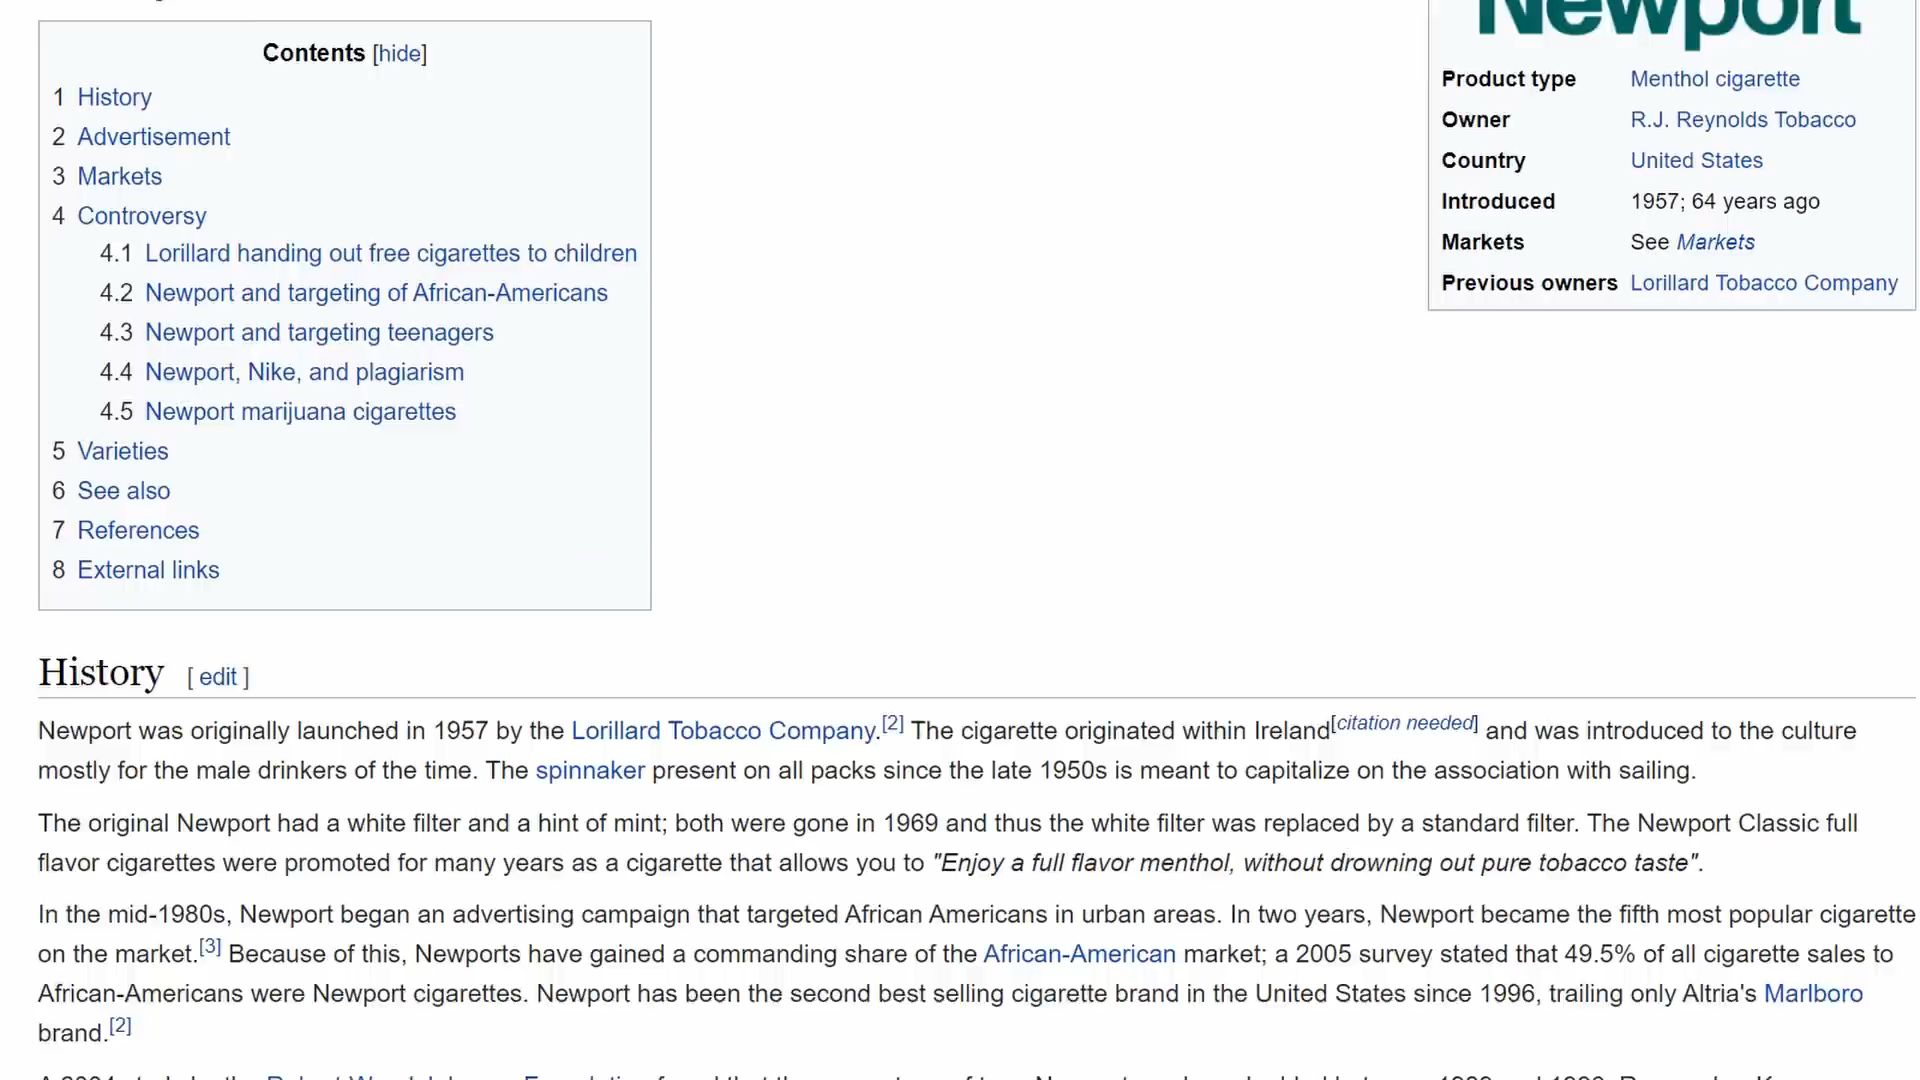 Newport
Contents [hide]
1 History
2 Advertisement
3 Markets
4 Controversy
4.1 Lorillard handing out free cigarettes to children
4.2 Newport and targeting of African-Americans
4.3 Newport and targeting teenagers
4.4 Newport, Nike, and plagiarism
4.5 Newport marijuana cigarettes
5 Varieties
6 See also
7 References
8 External links
Product type Menthol cigarette
Owner R.J. Reynolds Tobacco
Country United States
Introduced 1957; 64 years ago
Markets See Markets
Previous owners Lorillard Tobacco Company
History [ edit ]
Newport was originally launched in 1957 by the Lorillard Tobacco Company.[2] The cigarette originated within Ireland[citation needed] and was introduced to the culture
mostly for the male drinkers of the time. The spinnaker present on all packs since the late 1950s is meant to capitalize on the association with sailing.
The original Newport had a white filter and a hint of mint; both were gone in 1969 and thus the white filter was replaced by a standard filter. The Newport Classic full
flavor cigarettes were promoted for many years as a cigarette that allows you to "Enjoy a full flavor menthol, without drowning out pure tobacco taste".
In the mid-1980s, Newport began an advertising campaign that targeted African Americans in urban areas. In two years, Newport became the fifth most popular cigarette
on the market.[3] Because of this, Newports have gained a commanding share of the African-American market; a 2005 survey stated that 49.5% of all cigarette sales to
African-Americans were Newport cigarettes. Newport has been the second best selling cigarette brand in the United States since 1996, trailing only Altria's Marlboro
brand.[2]